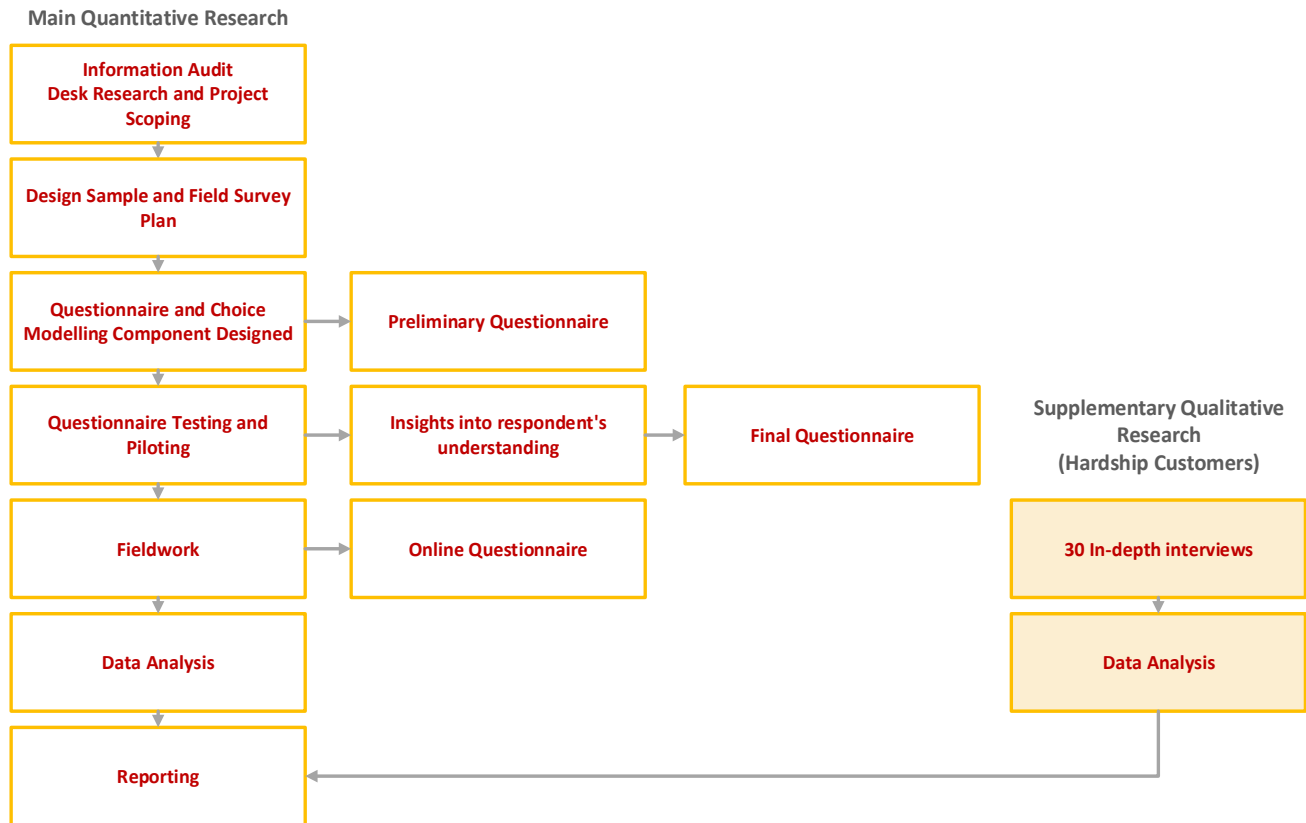 Main Quantitative Research
Information Audit
Desk Research and Project
Scoping
Design Sample and Field Survey
Plan
Questionnaire and Choice
Modelling Component Designed
Preliminary Questionnaire
Questionnaire Testing and
Piloting
Insights into respondent's
understanding
Final Questionnaire
Fieldwork
Online Questionnaire
Data Analysis
Reporting
Supplementary Qualitative
Research
(Hardship Customers)
30 In-depth interviews
Data Analysis